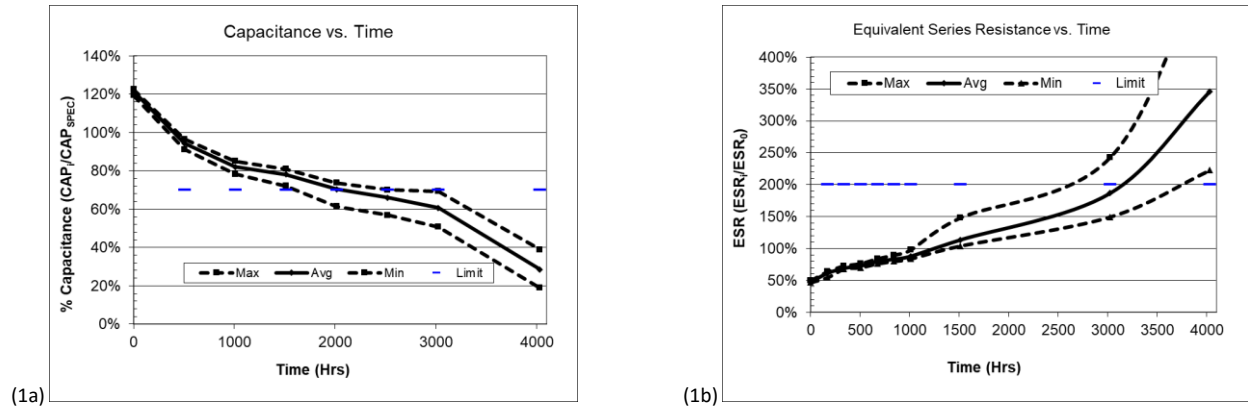 Capacitance vs. Time
140%
120%
100%
80%
60%
40%
20%
0%
% Capacitance (CAPi/CAPSPEC)
Max Avg Min Limit
0 1000 2000 3000 4000
Time (Hrs)
(1a)
Equivalent Series Resistance vs. Time
400%
350%
300%
250%
200%
150%
100%
50%
0%
ESR (ESRi/ESR0)
Max Avg Min Limit
0 500 1000 1500 2000 2500 3000 3500 4000
Time (Hrs)
(1b)